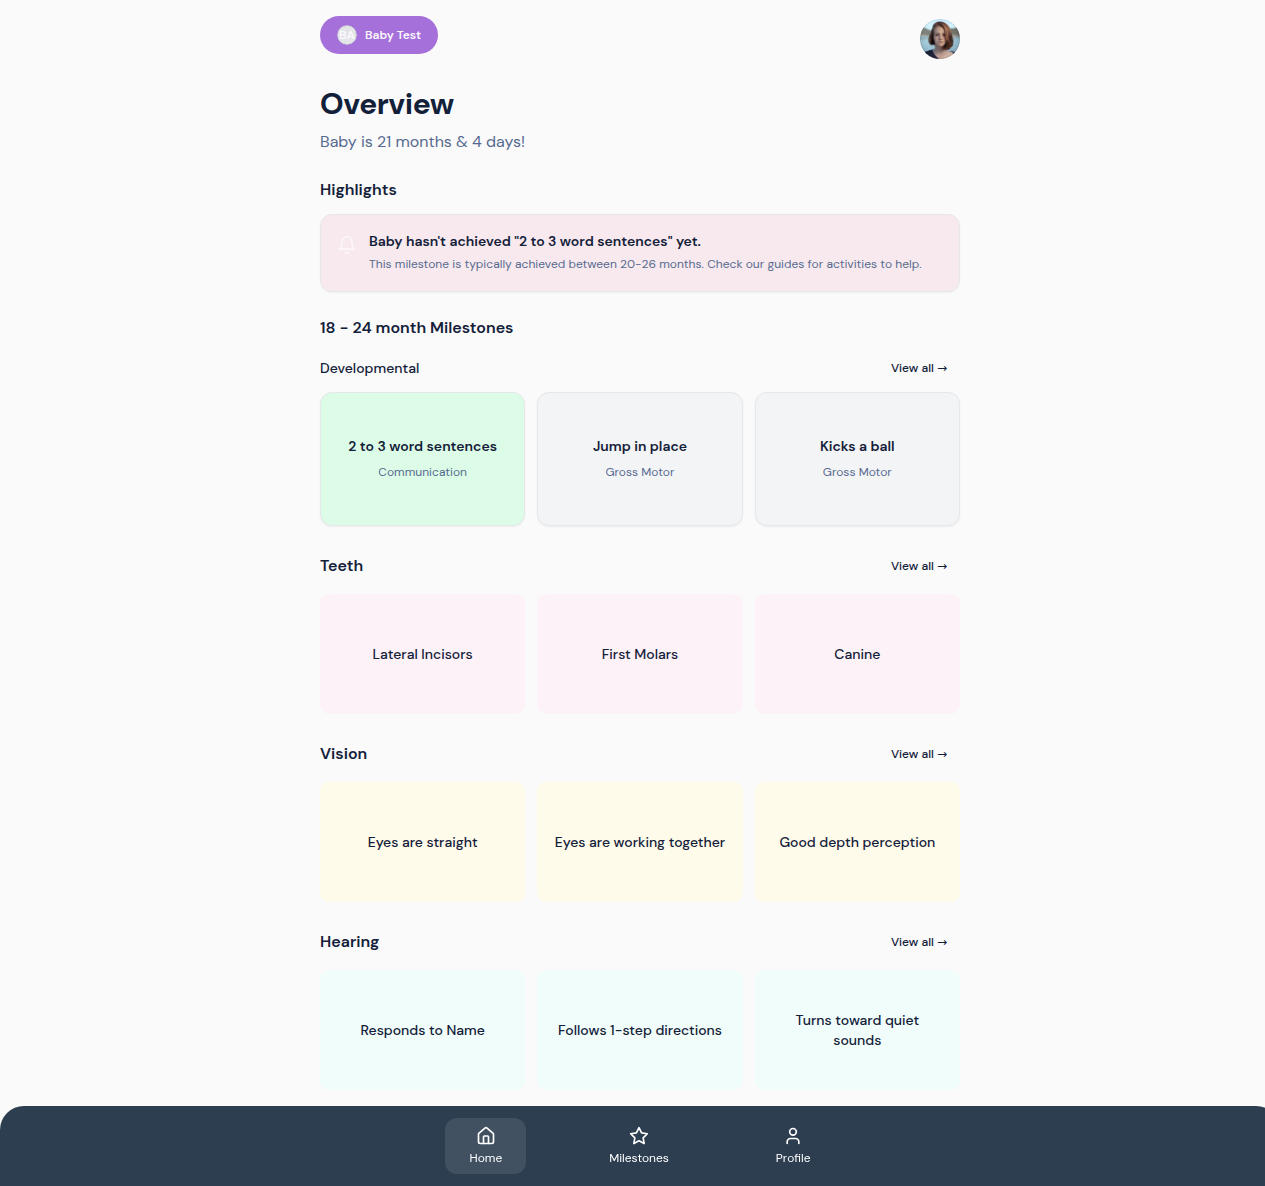 BA Baby Test
Overview
Baby is 21 months & 4 days!
Highlights
Baby hasn't achieved "2 to 3 word sentences" yet.
This milestone is typically achieved between 20-26 months. Check our guides for activities to help.
18 - 24 month Milestones
Developmental View all →
2 to 3 word sentences
Communication
Jump in place
Gross Motor
Kicks a ball
Gross Motor
Teeth View all →
Lateral Incisors
First Molars
Canine
Vision View all →
Eyes are straight
Eyes are working together
Good depth perception
Hearing View all →
Responds to Name
Follows 1-step directions
Turns toward quiet
sounds
Home
Milestones
Profile